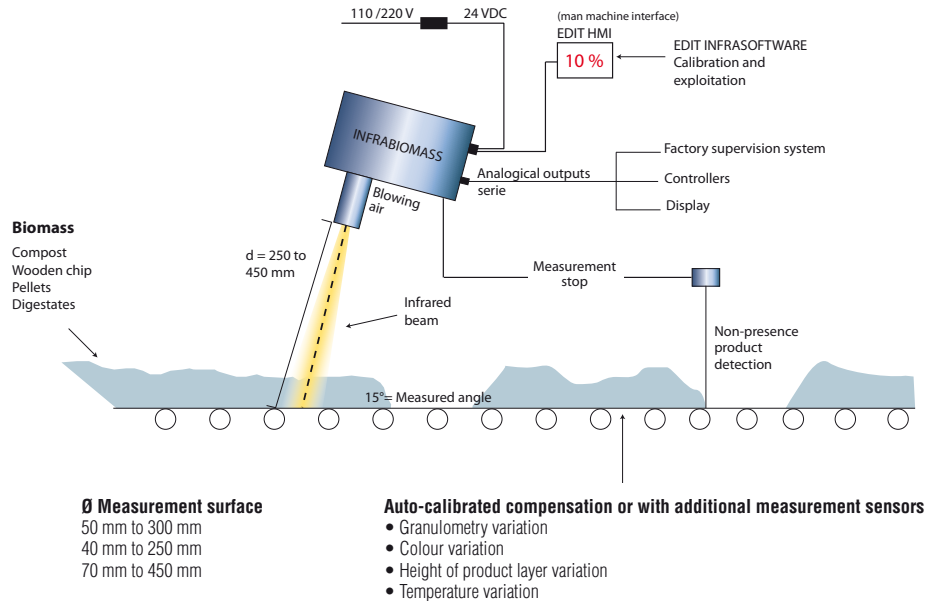 110 /220 V
24 VDC
(man machine interface)
EDIT HMI
10 %
EDIT INFRASOFTWARE
Calibration and
exploitation
INFRABIOMASS
Blowing
air
Analogical outputs
serie
Factory supervision system
Controllers
Display
Biomass
Compost
Wooden chip
Pellets
Digestates
d = 250 to
450 mm
Measurement
stop
Infrared
beam
Non-presence
product
detection
15°= Measured angle
Ø Measurement surface
50 mm to 300 mm
40 mm to 250 mm
70 mm to 450 mm
Auto-calibrated compensation or with additional measurement sensors
• Granulometry variation
• Colour variation
• Height of product layer variation
• Temperature variation